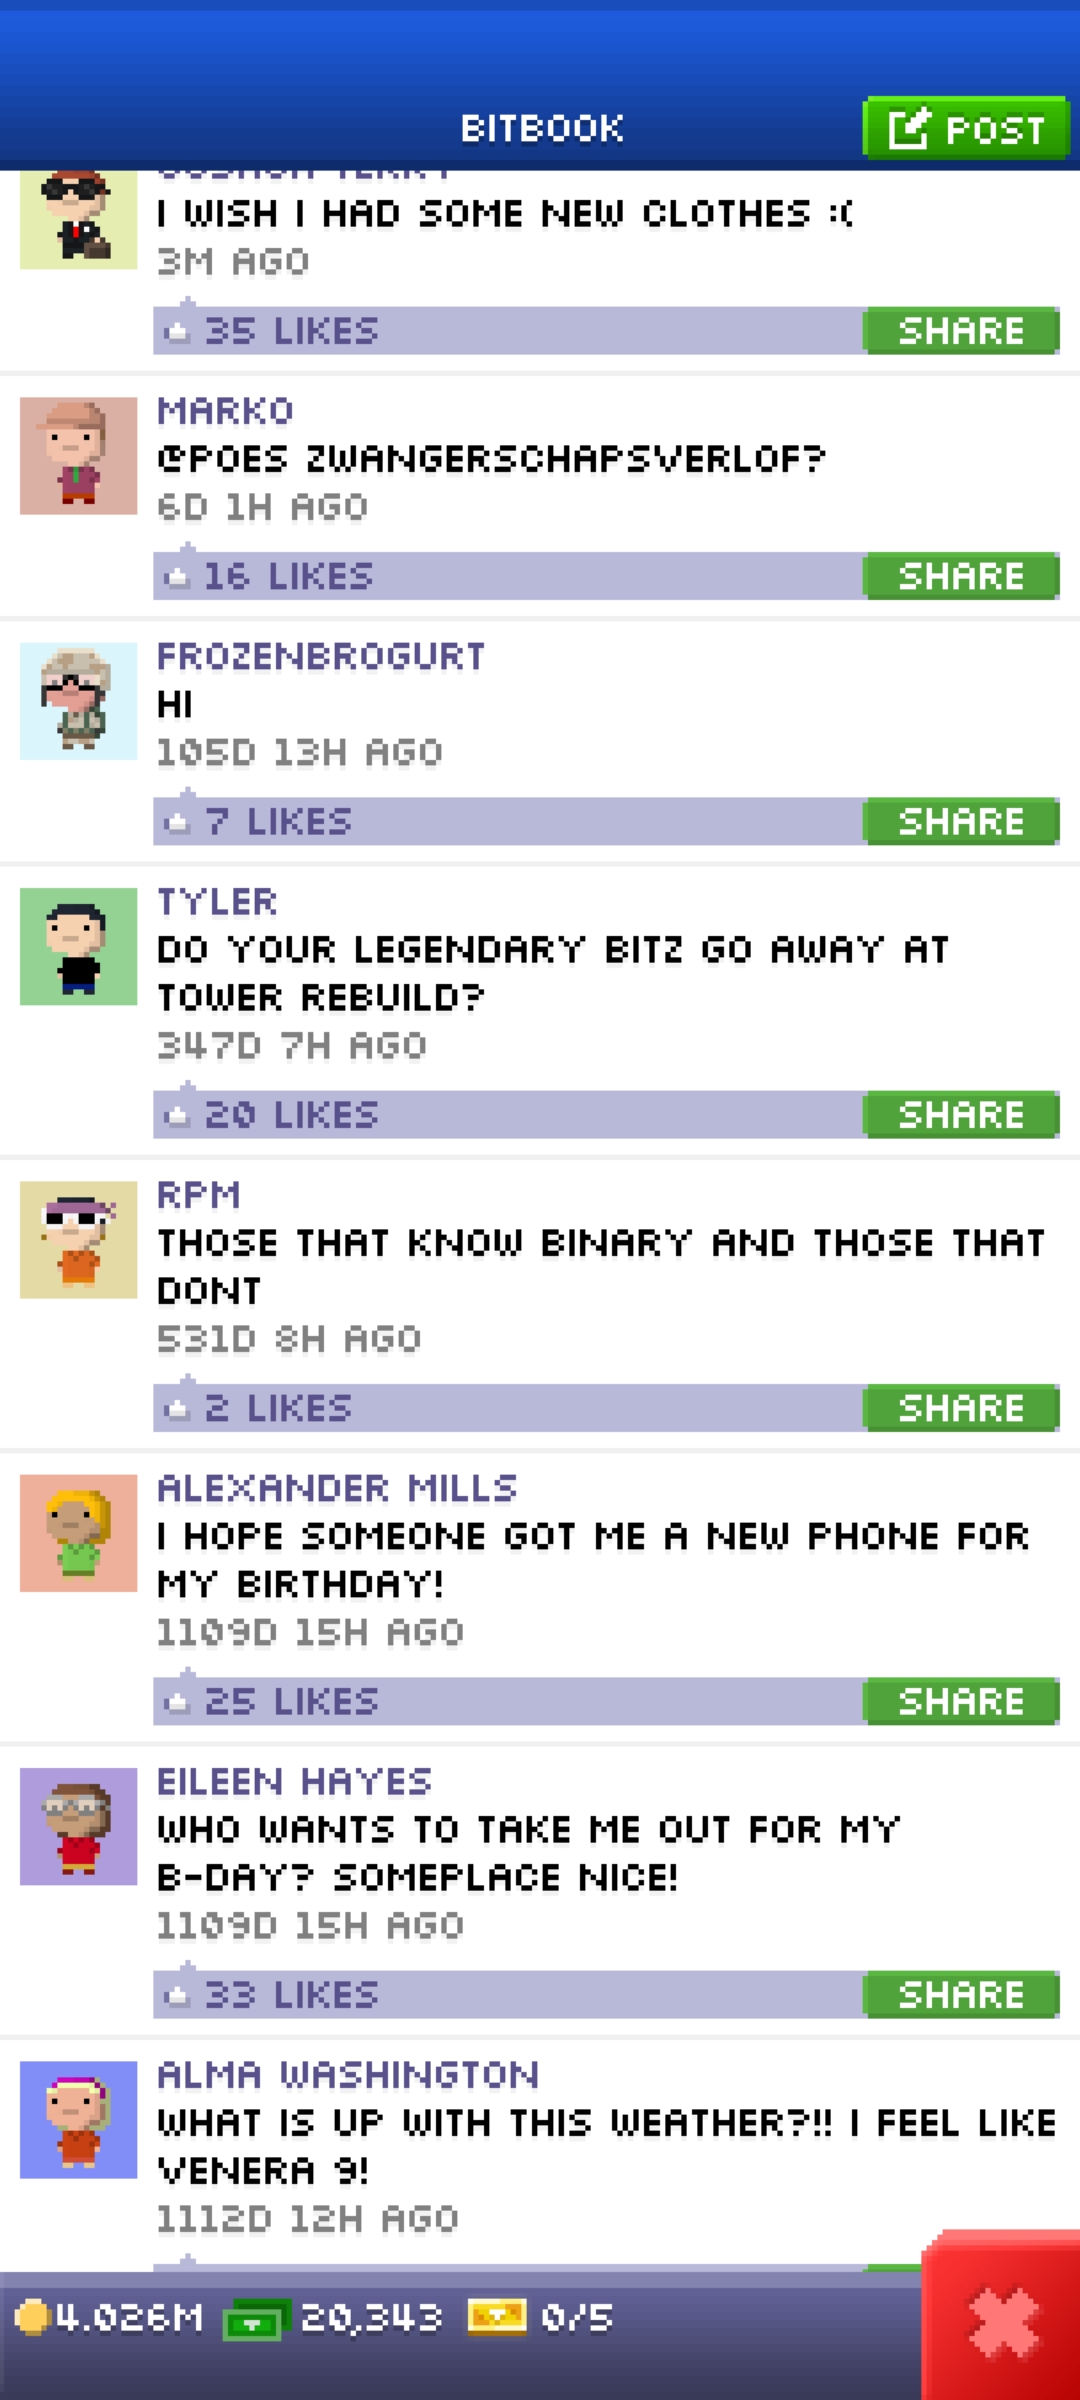 BITBOOK
POST
I WISH I HAD SOME NEW CLOTHES :(
3M AGO
35 LIKES
SHARE
MARKO
@POES ZWANGERSCHAPSVERLOF?
6D 1H AGO
16 LIKES
SHARE
FROZENBROGURT
HI
105D 13H AGO
7 LIKES
SHARE
TYLER
DO YOUR LEGENDARY BITZ GO AWAY AT
TOWER REBUILD?
347D 7H AGO
20 LIKES
SHARE
RPM
THOSE THAT KNOW BINARY AND THOSE THAT
DONT
531D 8H AGO
2 LIKES
SHARE
ALEXANDER MILLS
I HOPE SOMEONE GOT ME A NEW PHONE FOR
MY BIRTHDAY!
1109D 15H AGO
25 LIKES
SHARE
EILEEN HAYES
WHO WANTS TO TAKE ME OUT FOR MY
B-DAY? SOMEPLACE NICE!
1109D 15H AGO
33 LIKES
SHARE
ALMA WASHINGTON
WHAT IS UP WITH THIS WEATHER?!! I FEEL LIKE
VENERA 9!
1112D 12H AGO
4.026M 20,343 0/5